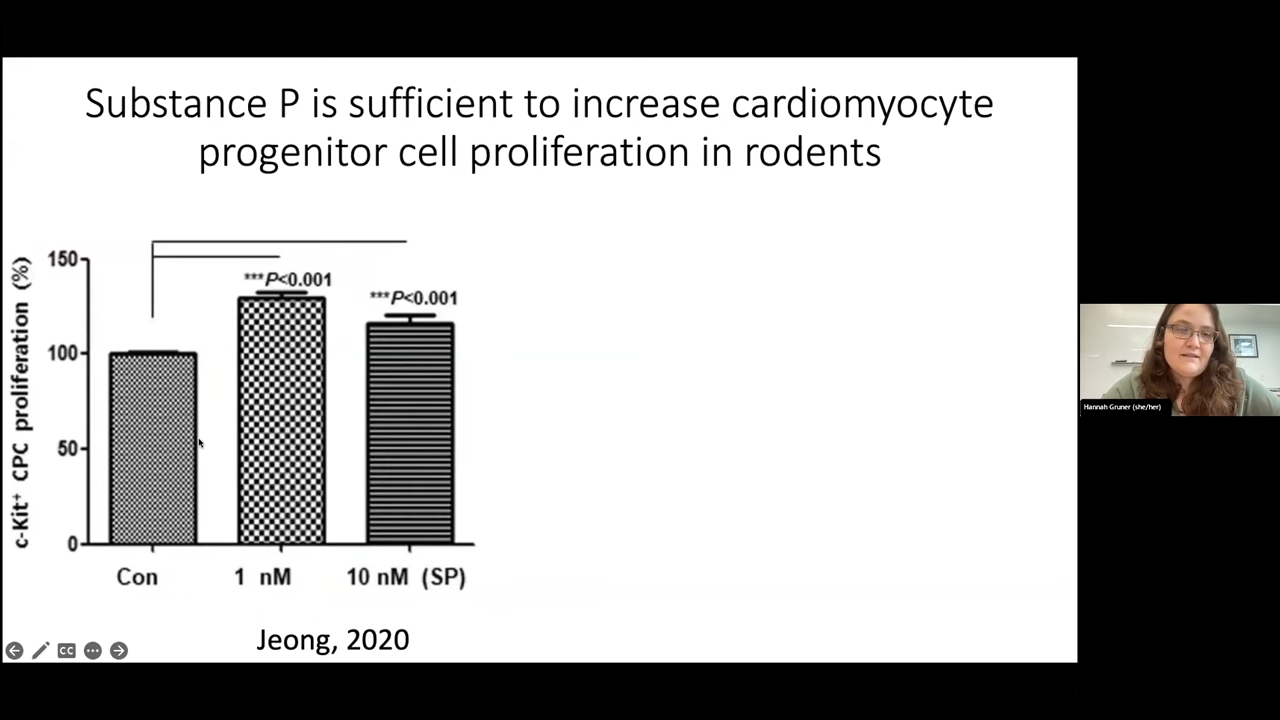 Substance P is sufficient to increase cardiomyocyte
progenitor cell proliferation in rodents
c-Kit⁺ CPC proliferation (%)
150
100
50
0
***P<0.001
***P<0.001
Con
1 nM
10 nM (SP)
Jeong, 2020
CC
Hannah Gruner (she/her)